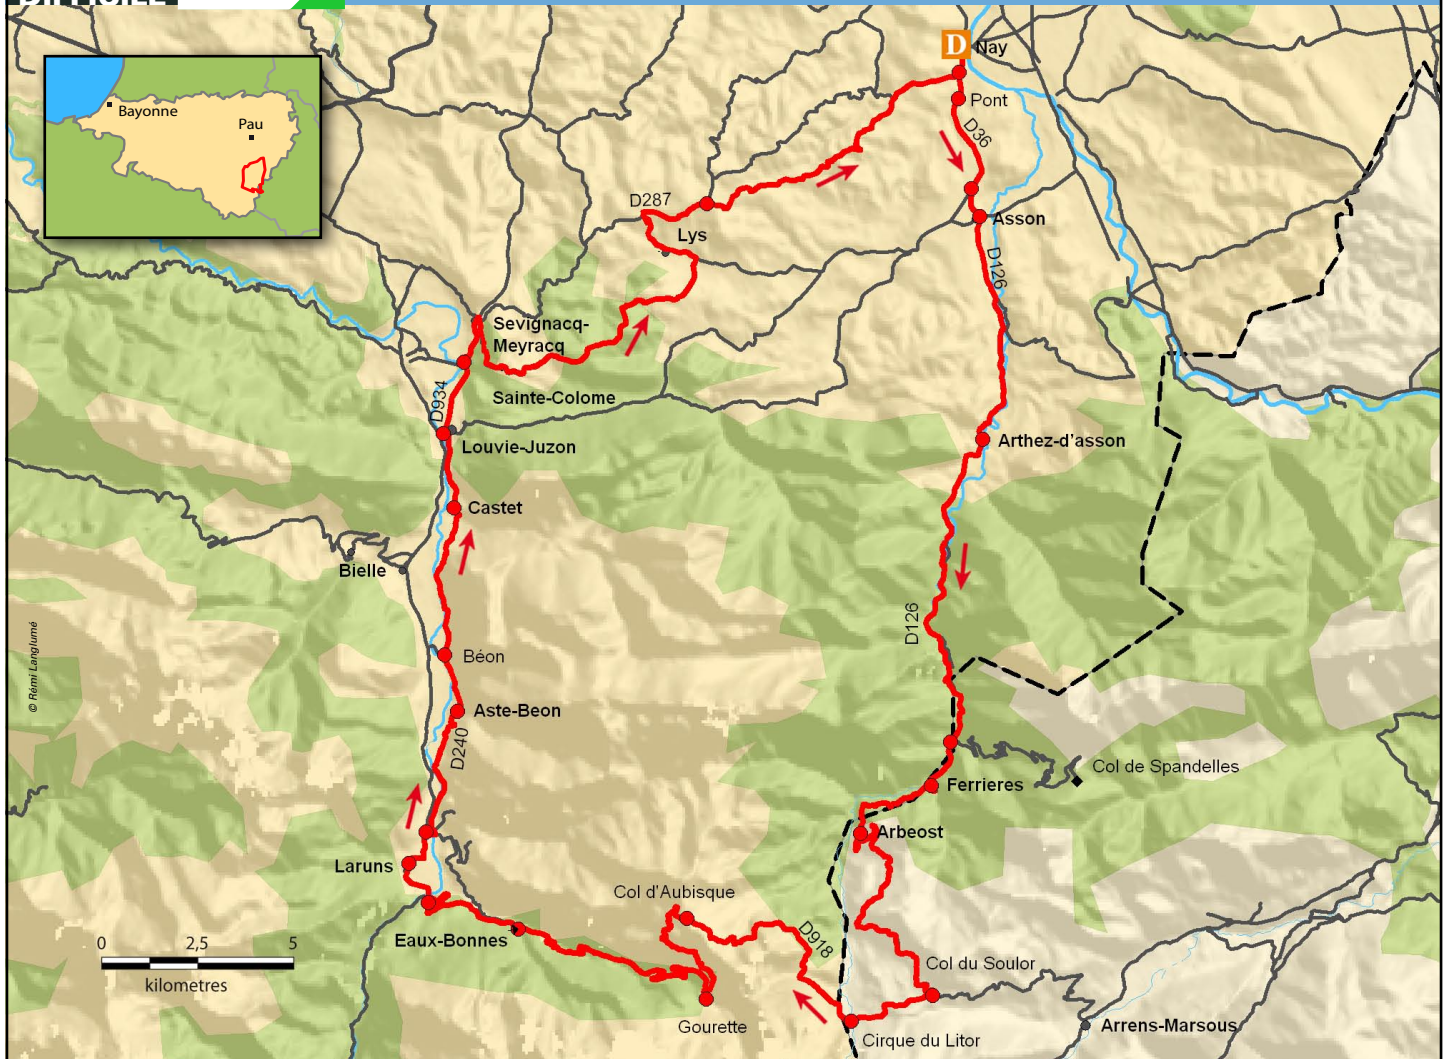 DIFFICILE
D
Nay
Bayonne
Pau
Pont
D36
D287
Lys
Asson
D126
Sevignacq-
Meyracq
D934
Sainte-Colome
Louvie-Juzon
Arthez-d'asson
Castet
Bielle
D126
Béon
© Rémi Langlumé
Aste-Beon
D240
Col de Spandelles
Ferrieres
Arbeost
Laruns
Col d'Aubisque
Eaux-Bonnes
D918
0 2,5 5
kilometres
Col du Soulor
Gourette
Arrens-Marsous
Cirque du Litor